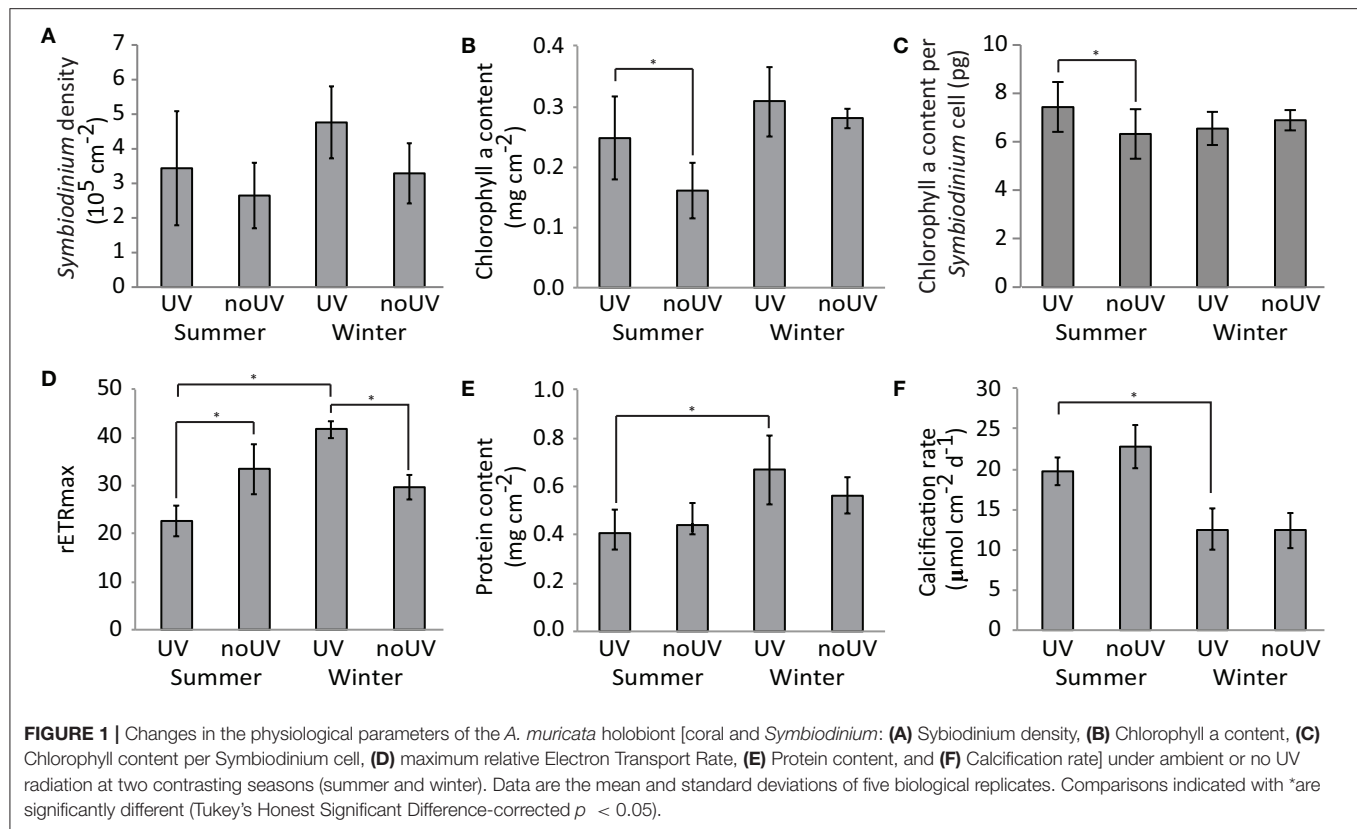 A
Symbiodinium density
(10⁵ cm⁻²)
7
6
5
4
3
2
1
0
UV noUV UV noUV
Summer Winter
B
Chlorophyll a content
(mg cm⁻²)
0.4
0.3
0.2
0.1
0.0
*
UV noUV UV noUV
Summer Winter
C
Chlorophyll a content per
Symbiodinium cell (pg)
10
8
6
4
2
0
*
UV noUV UV noUV
Summer Winter
D
rETRmax
50
40
30
20
10
0
*
*
*
UV noUV UV noUV
Summer Winter
E
Protein content
(mg cm⁻²)
1.0
0.8
0.6
0.4
0.2
0.0
*
UV noUV UV noUV
Summer Winter
F
Calcification rate
(μmol cm⁻² d⁻¹)
30
25
20
15
10
5
0
*
UV noUV UV noUV
Summer Winter
FIGURE 1 | Changes in the physiological parameters of the A. muricata holobiont [coral and Symbiodinium: (A) Sybiodinium density, (B) Chlorophyll a content, (C)
Chlorophyll content per Symbiodinium cell, (D) maximum relative Electron Transport Rate, (E) Protein content, and (F) Calcification rate] under ambient or no UV
radiation at two contrasting seasons (summer and winter). Data are the mean and standard deviations of five biological replicates. Comparisons indicated with *are
significantly different (Tukey's Honest Significant Difference-corrected p < 0.05).